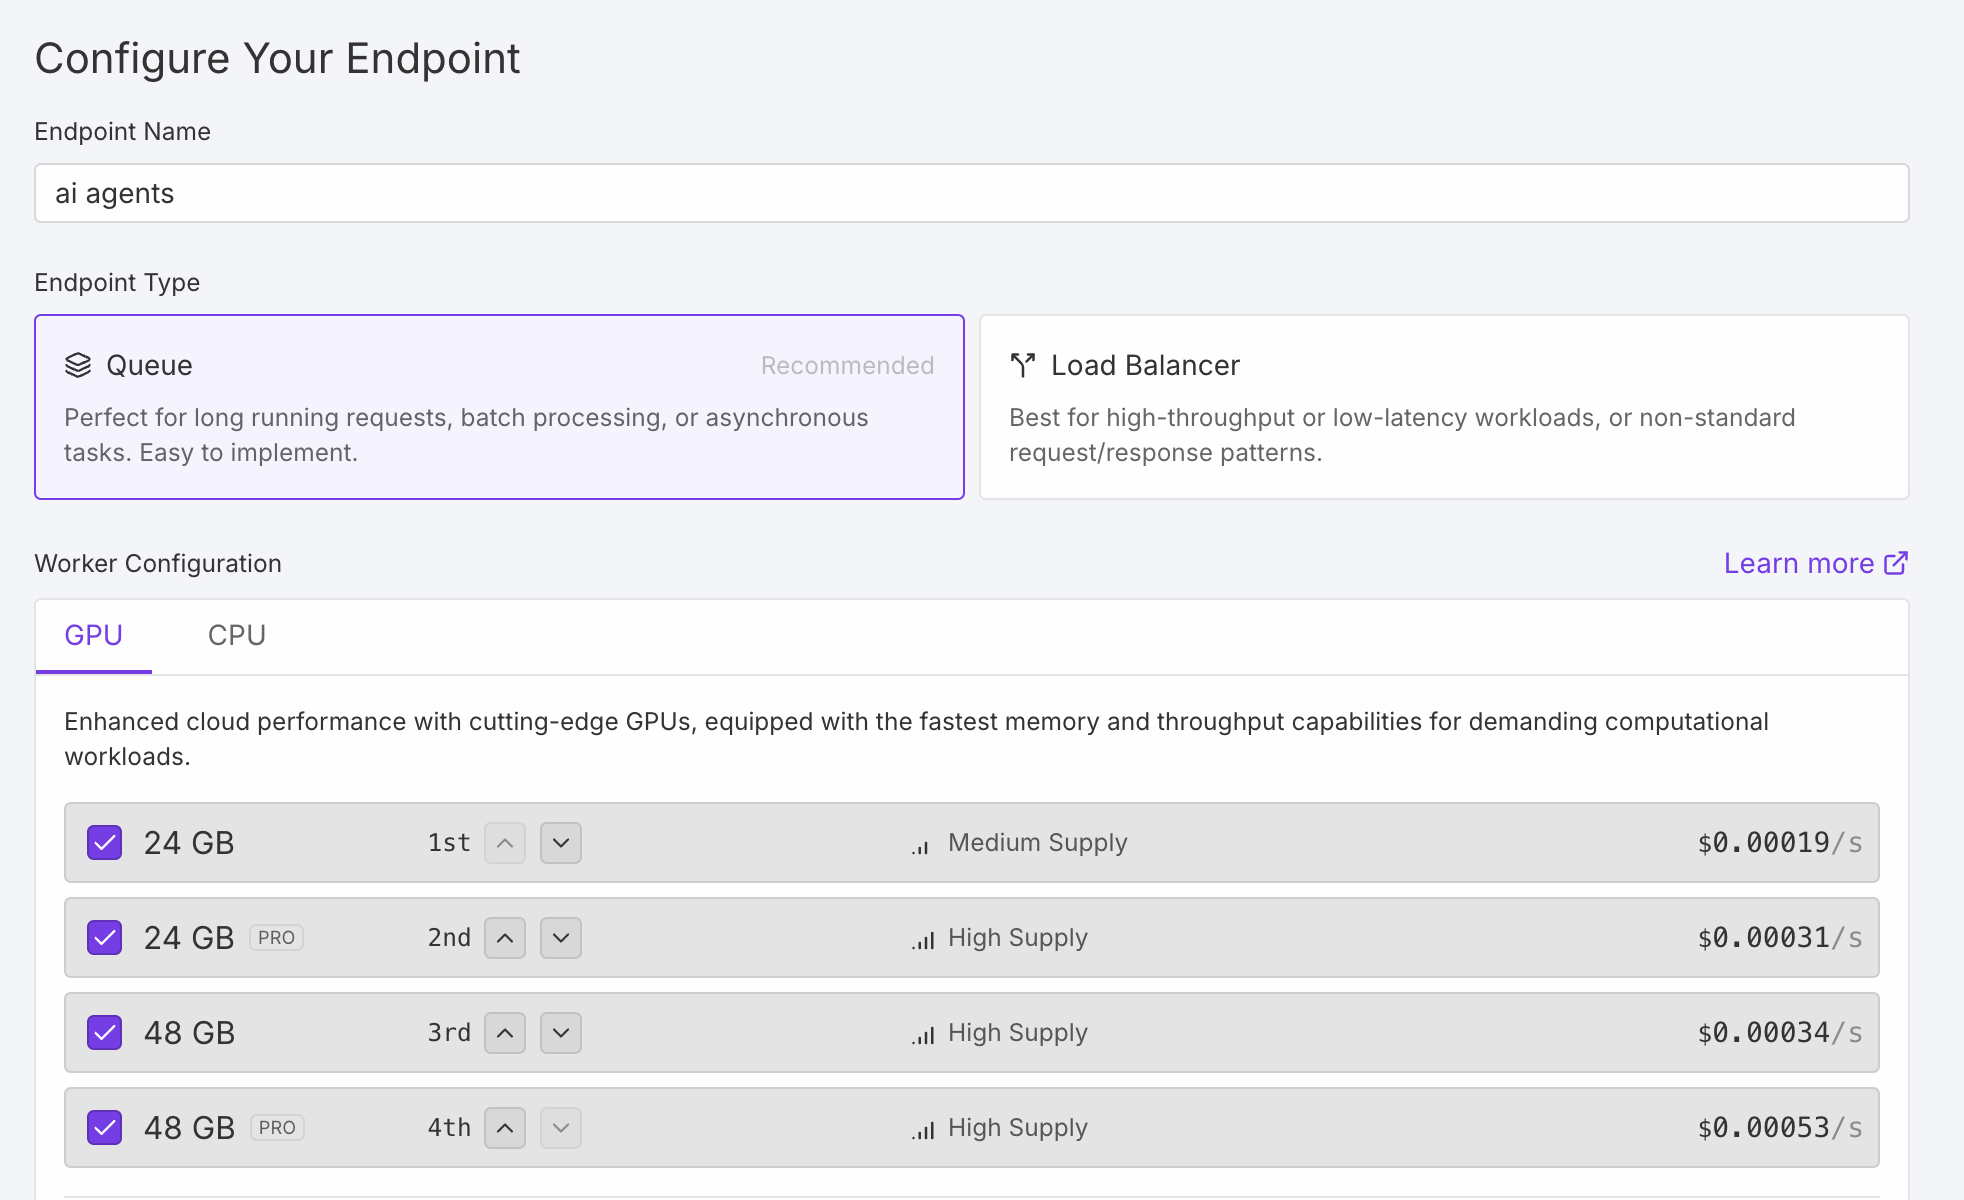 Configure Your Endpoint
Endpoint Name
ai agents
Endpoint Type
Queue Recommended
Perfect for long running requests, batch processing, or asynchronous
tasks. Easy to implement.
Load Balancer
Best for high-throughput or low-latency workloads, or non-standard
request/response patterns.
Worker Configuration Learn more
GPU CPU
Enhanced cloud performance with cutting-edge GPUs, equipped with the fastest memory and throughput capabilities for demanding computational
workloads.
24 GB 1st Medium Supply $0.00019/s
24 GB PRO 2nd High Supply $0.00031/s
48 GB 3rd High Supply $0.00034/s
48 GB PRO 4th High Supply $0.00053/s